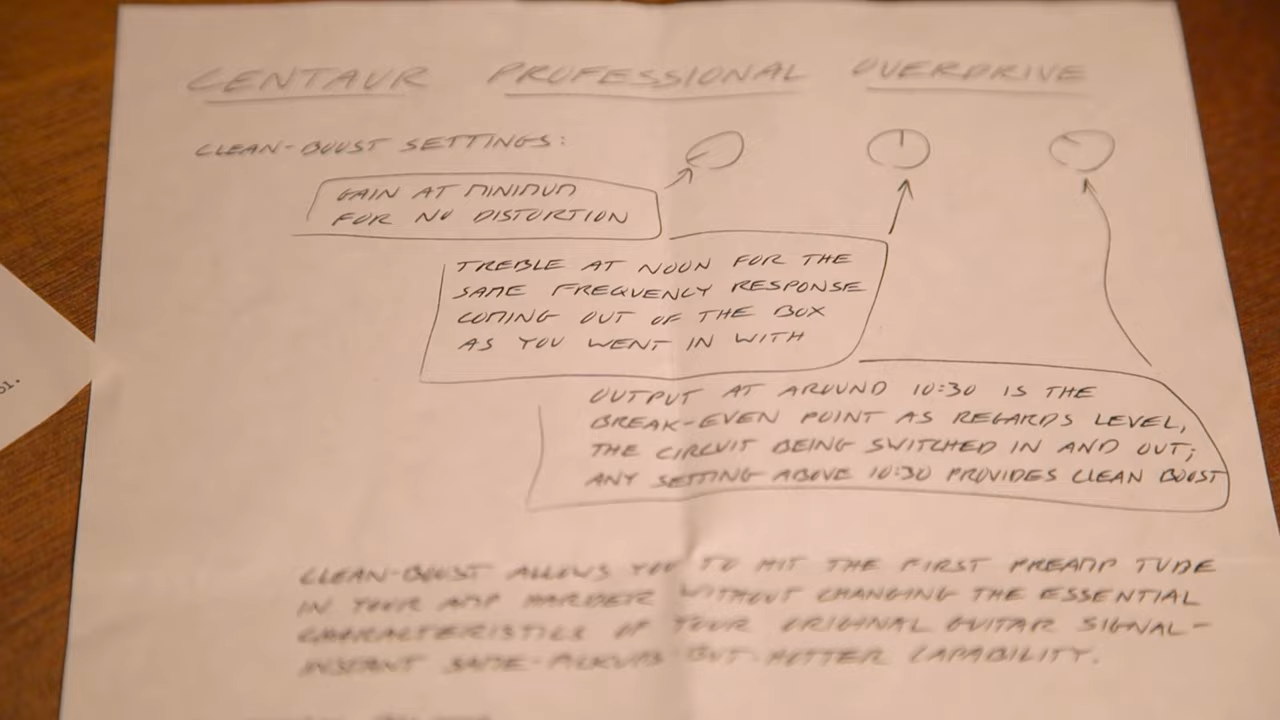 CENTAUR PROFESSIONAL OVERDRIVE
CLEAN-BOOST SETTINGS:
GAIN AT MINIMUM
FOR NO DISTORTION
TREBLE AT NOON FOR THE
SAME FREQUENCY RESPONSE
COMING OUT OF THE BOX
AS YOU WENT IN WITH
OUTPUT AT AROUND 10:30 IS THE
BREAK-EVEN POINT AS REGARDS LEVEL,
THE CIRCUIT BEING SWITCHED IN AND OUT;
ANY SETTING ABOVE 10:30 PROVIDES CLEAN BOOST
CLEAN-BOOST ALLOWS YOU TO HIT THE FIRST PREAMP TUBE
IN YOUR AMP HARDER WITHOUT CHANGING THE ESSENTIAL
CHARACTERISTICS OF YOUR ORIGINAL GUITAR SIGNAL-
INSTANT SAME-PICKUPS BUT-HOTTER CAPABILITY.